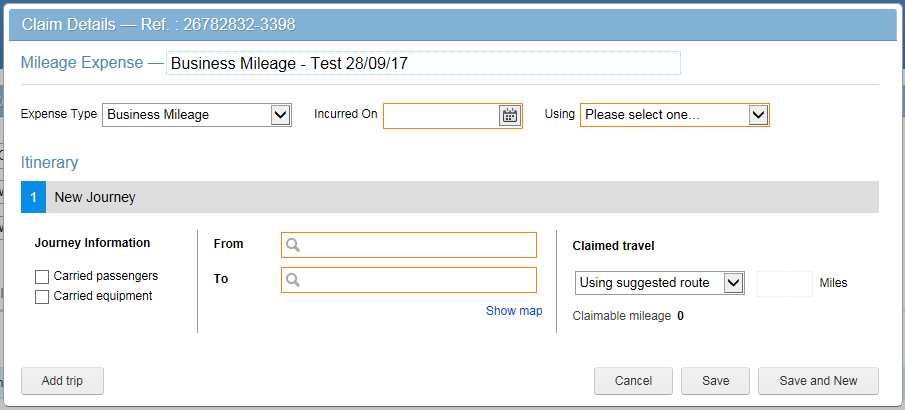 Claim Details — Ref. : 26782832-3398
Mileage Expense — Business Mileage - Test 28/09/17
Expense Type Business Mileage Incurred On Using Please select one...
Itinerary
1 New Journey
Journey Information From Claimed travel
Carried passengers To Using suggested route Miles
Carried equipment
Show map
Claimable mileage 0
Add trip Cancel Save Save and New